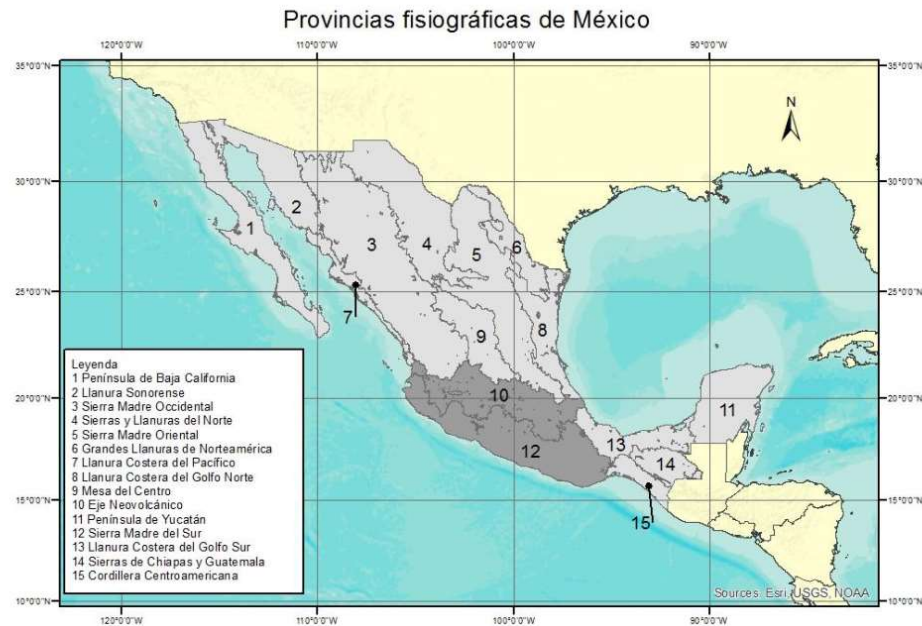 Provincias fisiográficas de México
120°0'0"W 110°0'0"W 100°0'0"W 90°0'0"W
35°0'0"N 35°0'0"N
N
30°0'0"N 30°0'0"N
2
1
3 4 5 6
25°0'0"N 25°0'0"N
7 9 8
Leyenda
1 Península de Baja California
2 Llanura Sonorense
3 Sierra Madre Occidental
4 Sierras y Llanuras del Norte
5 Sierra Madre Oriental
6 Grandes Llanuras de Norteamérica
7 Llanura Costera del Pacífico
8 Llanura Costera del Golfo Norte
9 Mesa del Centro
10 Eje Neovolcánico
11 Península de Yucatán
12 Sierra Madre del Sur
13 Llanura Costera del Golfo Sur
14 Sierras de Chiapas y Guatemala
15 Cordillera Centroamericana
20°0'0"N 20°0'0"N
10 11
12 13 14
15°0'0"N 15°0'0"N
15
Sources: Esri, USGS, NOAA
10°0'0"N 10°0'0"N
120°0'0"W 110°0'0"W 100°0'0"W 90°0'0"W